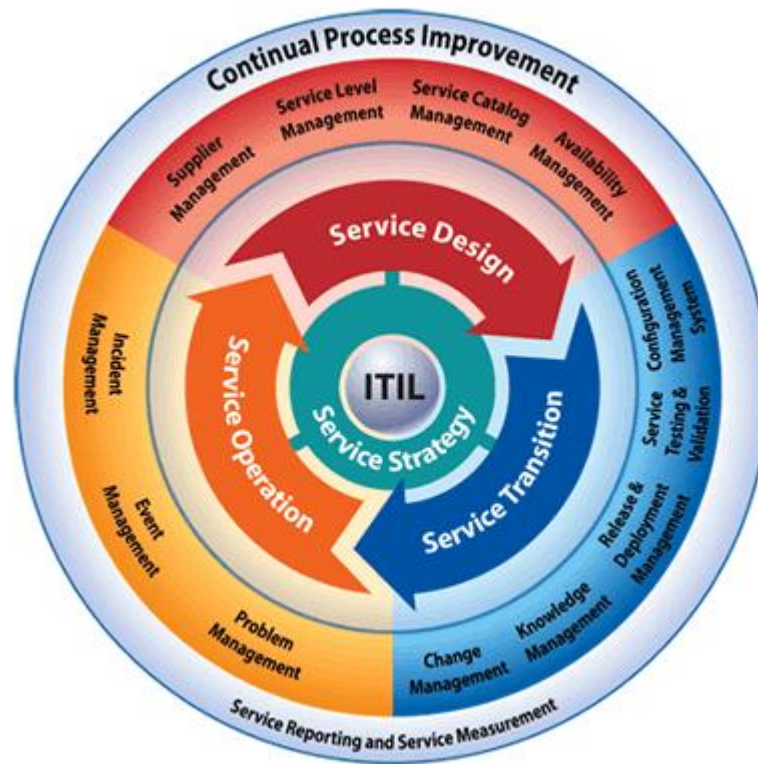 Continual Process Improvement
Supplier
Management
Service Level
Management
Service Catalog
Management
Availability
Management
Configuration
Management
System
Service
Testing &
Validation
Release &
Deployment
Management
Knowledge
Management
Change
Management
Problem
Management
Event
Management
Incident
Management
Service Design
Service Transition
Service Operation
Service Strategy
ITIL
Service Reporting and Service Measurement